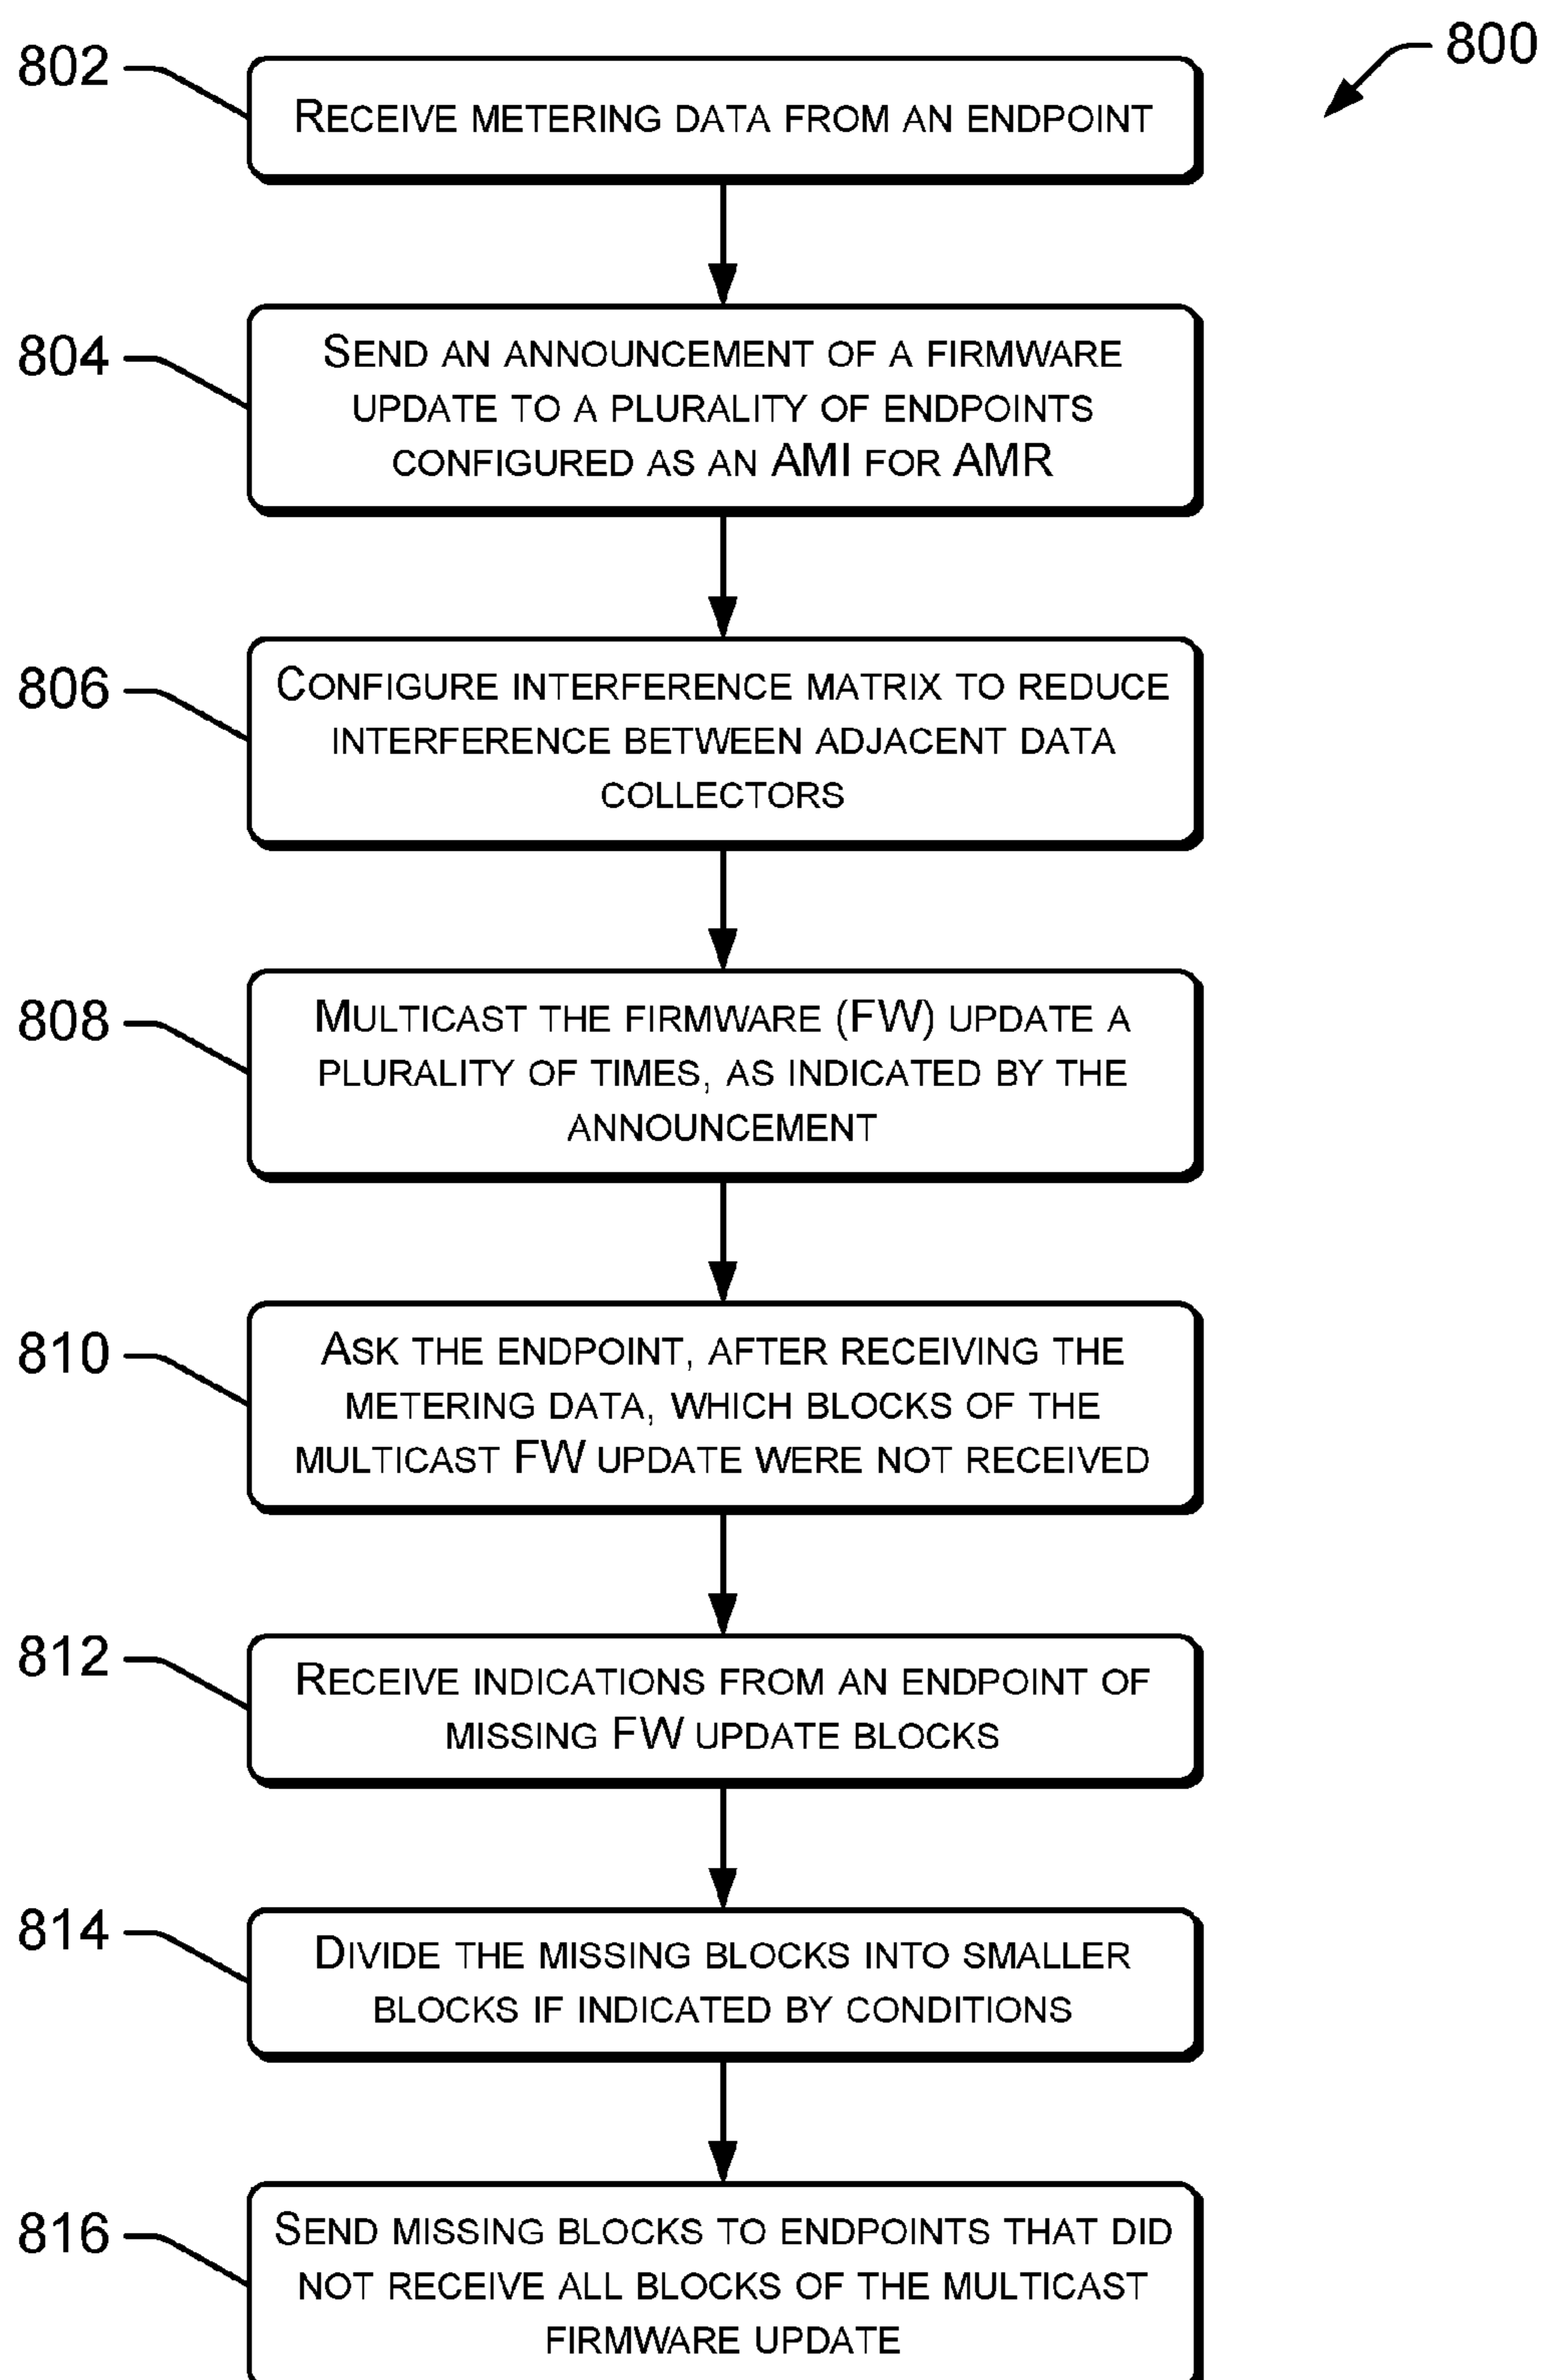 800
802
RECEIVE METERING DATA FROM AN ENDPOINT
804
SEND AN ANNOUNCEMENT OF A FIRMWARE
UPDATE TO A PLURALITY OF ENDPOINTS
CONFIGURED AS AN AMI FOR AMR
806
CONFIGURE INTERFERENCE MATRIX TO REDUCE
INTERFERENCE BETWEEN ADJACENT DATA
COLLECTORS
808
MULTICAST THE FIRMWARE (FW) UPDATE A
PLURALITY OF TIMES, AS INDICATED BY THE
ANNOUNCEMENT
810
ASK THE ENDPOINT, AFTER RECEIVING THE
METERING DATA, WHICH BLOCKS OF THE
MULTICAST FW UPDATE WERE NOT RECEIVED
812
RECEIVE INDICATIONS FROM AN ENDPOINT OF
MISSING FW UPDATE BLOCKS
814
DIVIDE THE MISSING BLOCKS INTO SMALLER
BLOCKS IF INDICATED BY CONDITIONS
816
SEND MISSING BLOCKS TO ENDPOINTS THAT DID
NOT RECEIVE ALL BLOCKS OF THE MULTICAST
FIRMWARE UPDATE